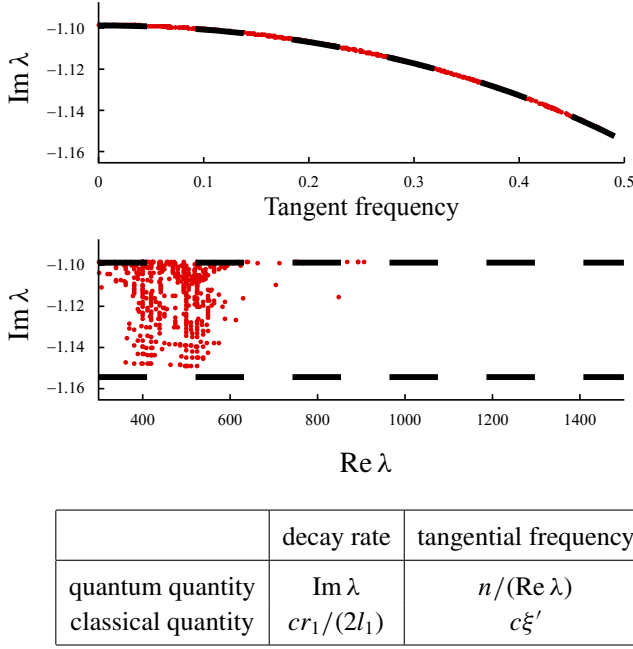 −1.10
−1.12
−1.14
−1.16
Im λ
0 0.1 0.2 0.3 0.4 0.5
Tangent frequency
−1.10
−1.12
−1.14
−1.16
Im λ
400 600 800 1000 1200 1400
Re λ
decay rate tangential frequency
quantum quantity Im λ n/(Re λ)
classical quantity cr₁/(2l₁) cξ′